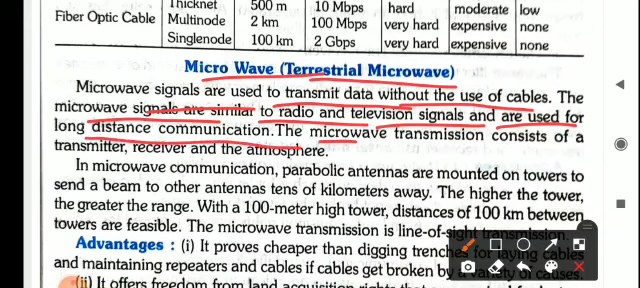 Thicknet 500 m 10 Mbps hard moderate low
Fiber Optic Cable Multinode 2 km 100 Mbps very hard expensive none
Singlenode 100 km 2 Gbps very hard expensive none
Micro Wave (Terrestrial Microwave)
Microwave signals are used to transmit data without the use of cables. The
microwave signals are similar to radio and television signals and are used for
long distance communication.The microwave transmission consists of a
transmitter, receiver and the atmosphere.
In microwave communication, parabolic antennas are mounted on towers to
send a beam to other antennas tens of kilometers away. The higher the tower,
the greater the range. With a 100-meter high tower, distances of 100 km between
towers are feasible. The microwave transmission is line-of-sight transmission.
Advantages : (i) It proves cheaper than digging trenches for laying cables
and maintaining repeaters and cables if cables get broken by a variety of causes.
(ii) It offers freedom from land acquisition rights that